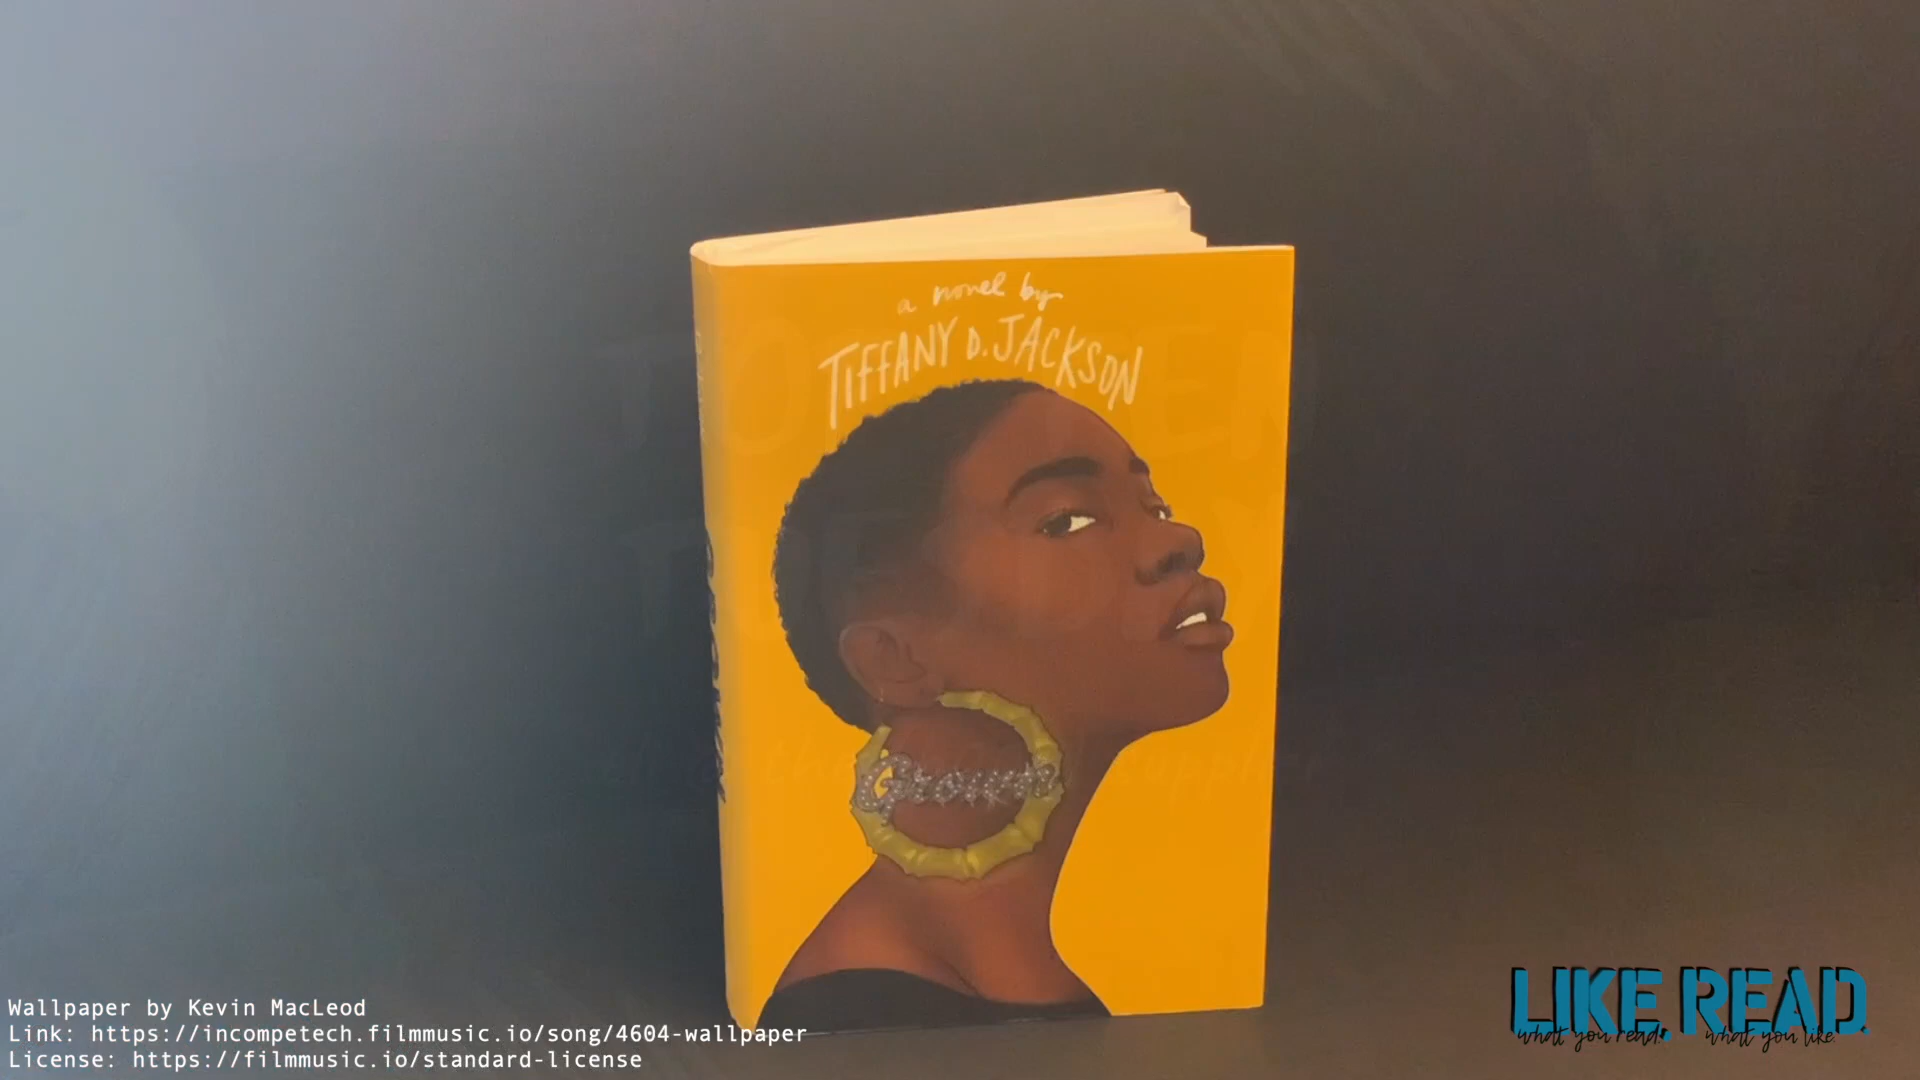 a novel by
TIFFANY D. JACKSON
Grown
Wallpaper by Kevin MacLeod
Link: https://incompetech.filmmusic.io/song/4604-wallpaper
License: https://filmmusic.io/standard-license
LIKE READ.
what you read, what you like.